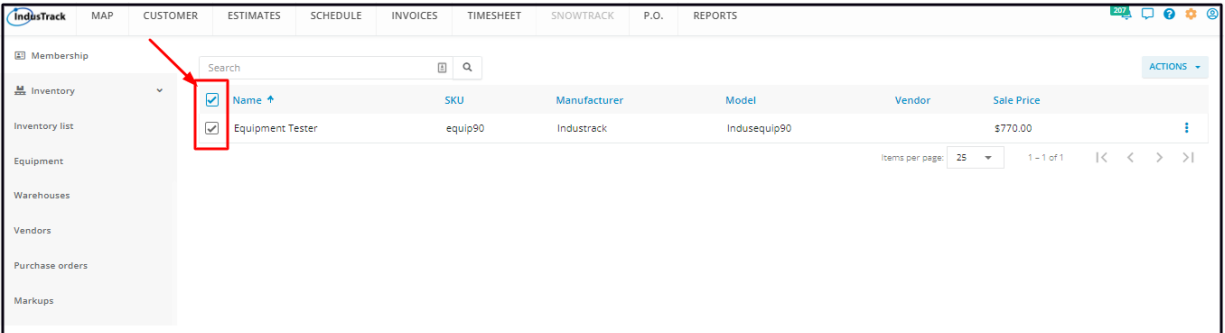 IndusTrack MAP CUSTOMER ESTIMATES SCHEDULE INVOICES TIMESHEET SNOWTRACK P.O. REPORTS 207
Membership
Search
ACTIONS
Inventory
Name SKU Manufacturer Model Vendor Sale Price
Inventory list
Equipment Tester equip90 Industrack Indusequip90 $770.00
Equipment
Items per page: 25 1 – 1 of 1
Warehouses
Vendors
Purchase orders
Markups